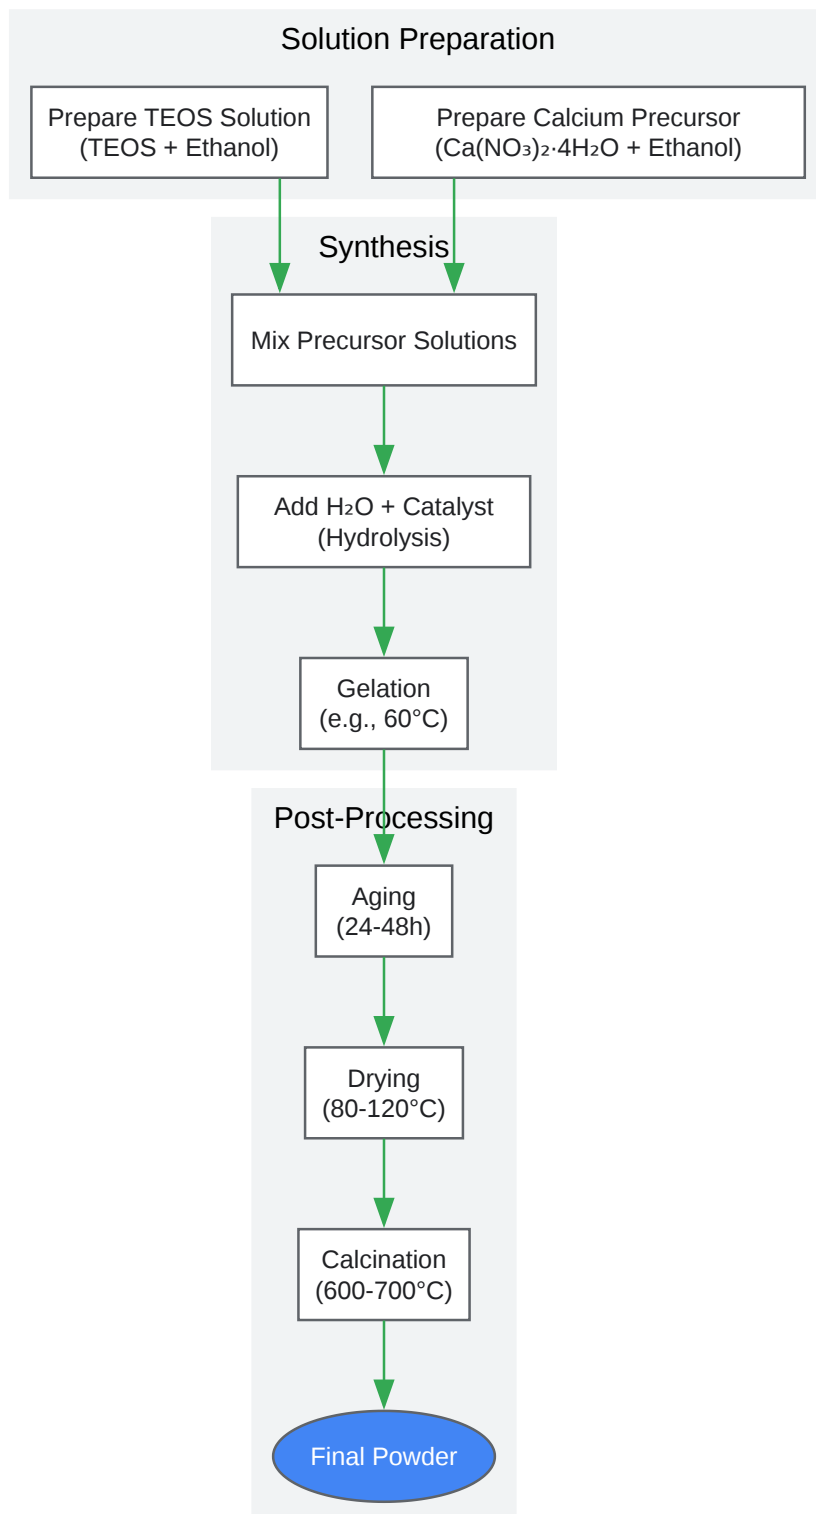 Solution Preparation
Prepare TEOS Solution
(TEOS + Ethanol)
Prepare Calcium Precursor
(Ca(NO₃)₂·4H₂O + Ethanol)
Synthesis
Mix Precursor Solutions
Add H₂O + Catalyst
(Hydrolysis)
Gelation
(e.g., 60°C)
Post-Processing
Aging
(24-48h)
Drying
(80-120°C)
Calcination
(600-700°C)
Final Powder